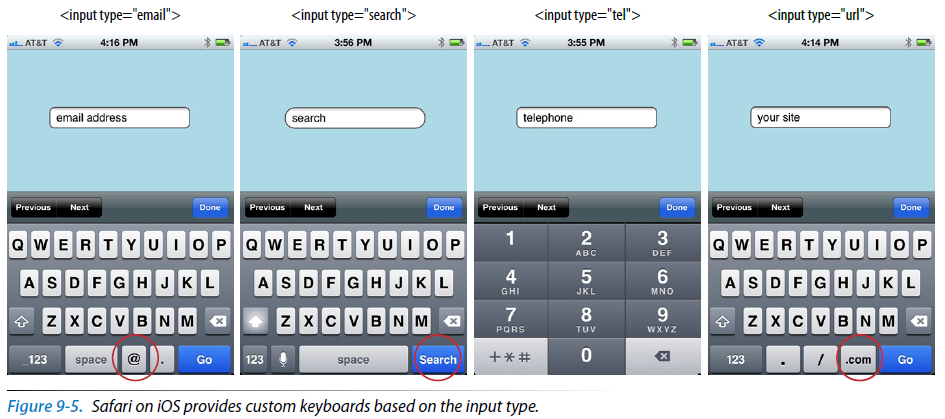 <input type="email"> <input type="search"> <input type="tel"> <input type="url">
AT&T 4:16 PM
email address
Previous Next Done
Q W E R T Y U I O P
A S D F G H J K L
Z X C V B N M
_123 space @ . Go
AT&T 3:56 PM
search
Previous Next Done
Q W E R T Y U I O P
A S D F G H J K L
Z X C V B N M
123 space Search
AT&T 3:55 PM
telephone
Previous Next Done
1 2 ABC 3 DEF
4 GHI 5 JKL 6 MNO
7 PQRS 8 TUV 9 WXYZ
+*# 0
AT&T 4:14 PM
your site
Previous Next Done
Q W E R T Y U I O P
A S D F G H J K L
Z X C V B N M
123 . / .com Go
Figure 9-5. Safari on iOS provides custom keyboards based on the input type.